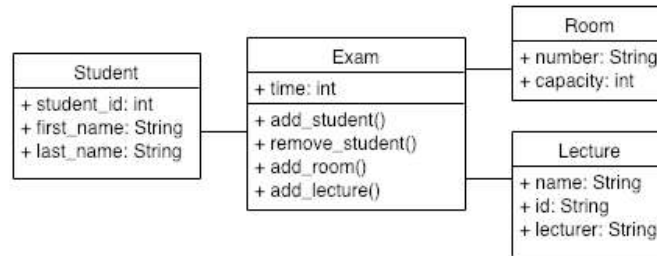 Student
+ student_id: int
+ first_name: String
+ last_name: String
Exam
+ time: int
+ add_student()
+ remove_student()
+ add_room()
+ add_lecture()
Room
+ number: String
+ capacity: int
Lecture
+ name: String
+ id: String
+ lecturer: String